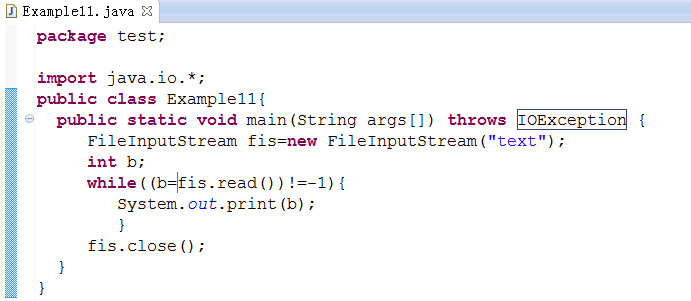 Example11.java
package test;
import java.io.*;
public class Example11{
public static void main(String args[]) throws IOException {
FileInputStream fis=new FileInputStream("text");
int b;
while((b=fis.read())!=-1){
System.out.print(b);
}
fis.close();
}
}